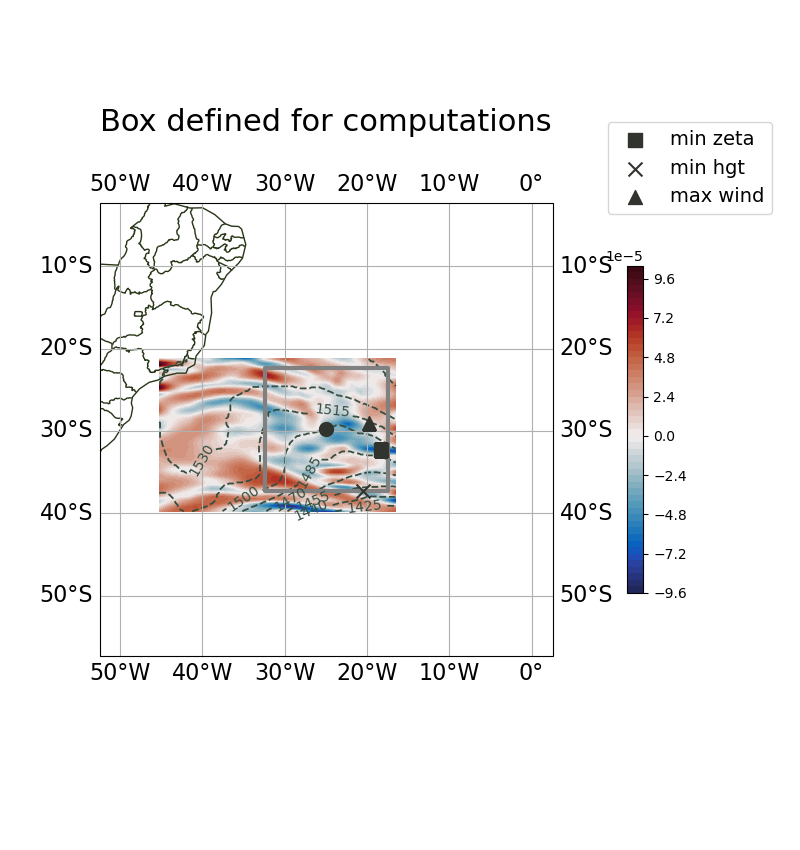 Box defined for computations
min zeta
min hgt
max wind
50°W 40°W 30°W 20°W 10°W 0°
10°S 10°S
20°S 20°S
30°S 30°S
40°S 40°S
50°S 50°S
50°W 40°W 30°W 20°W 10°W 0°
1e−5
9.6
7.2
4.8
2.4
0.0
−2.4
−4.8
−7.2
−9.6
1515
1530
1485
1500
1470
1455
1440
1425